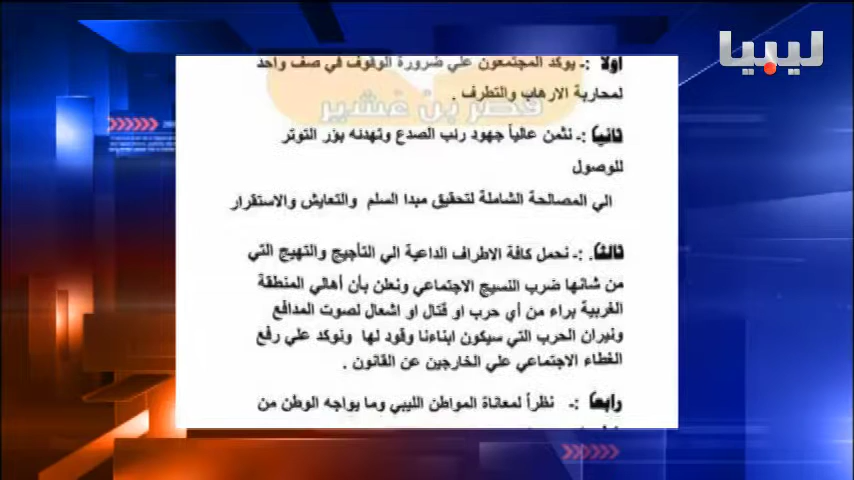 ليبيا
اولا :ـ يؤكد المجتمعون علي ضرورة الوقوف في صف واحد
لمحاربة الارهاب والتطرف .
قصر بن غشير
ثانياً :ـ نثمن عالياً جهود رئب الصدع وتهدئه بؤر التوتر
للوصول
الي المصالحة الشاملة لتحقيق مبدا السلم والتعايش والاستقرار
ثالثاً. :ـ نحمل كافة الاطراف الداعية الي التأجيج والتهيج التي
من شانها ضرب النسيج الاجتماعي ونعلن بأن أهالي المنطقة
الغربية براء من أي حرب او قتال او اشعال لصوت المدافع
ونيران الحرب التي سيكون ابناءنا وقود لها ونوكد علي رفع
الغطاء الاجتماعي علي الخارجين عن القانون .
رابعاً :ـ نظراً لمعاناة المواطن الليبي وما يواجه الوطن من